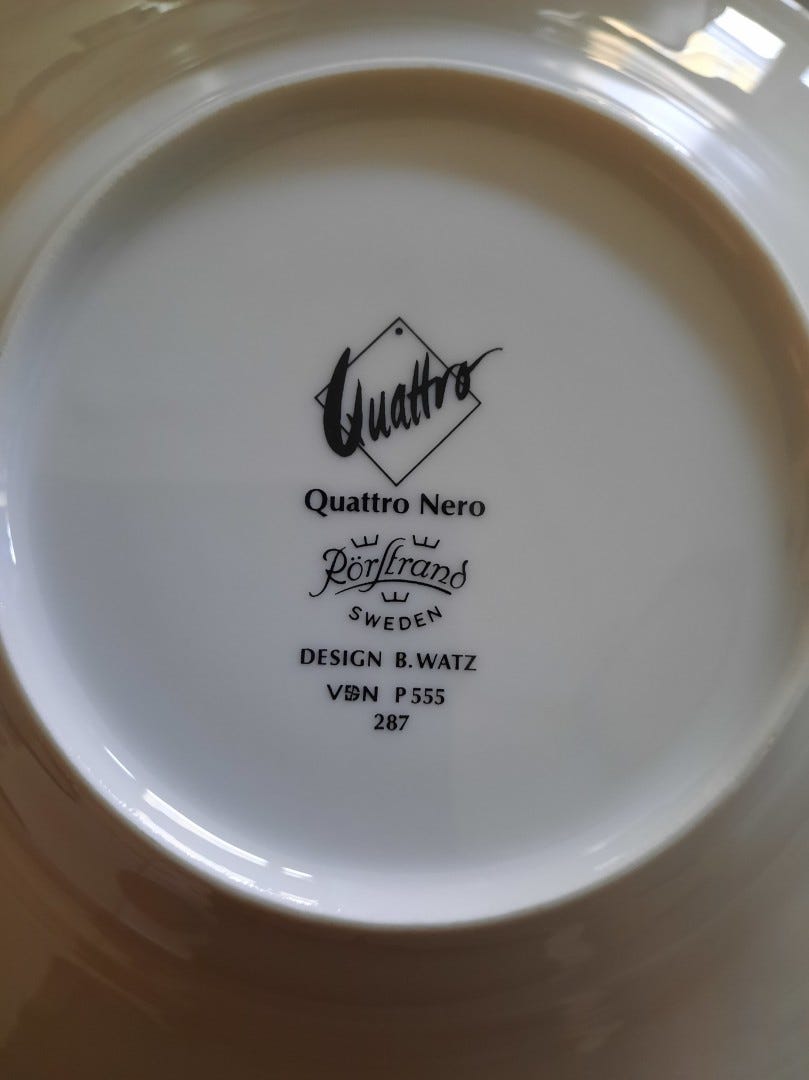 Quattro
Quattro Nero
Rörstrand
SWEDEN
DESIGN B.WATZ
VDN P555
287